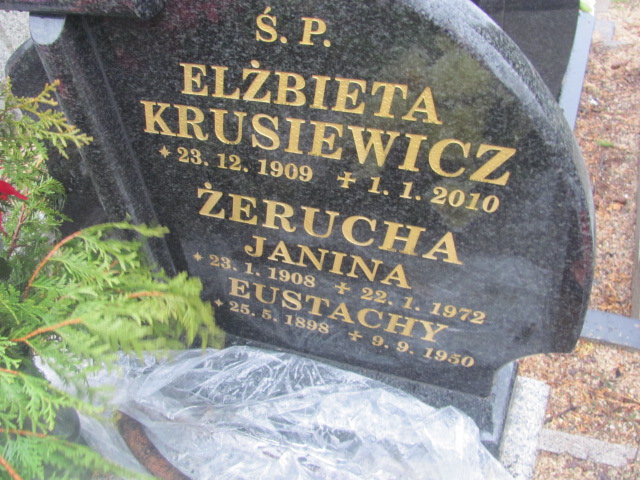 Ś. P.
ELŻBIETA
KRUSIEWICZ
* 23. 12. 1909 + 1. 1. 2010
ŻERUCHA
JANINA
* 23. 1. 1908 + 22. 1. 1972
EUSTACHY
* 25. 5. 1898 + 9. 9. 1950